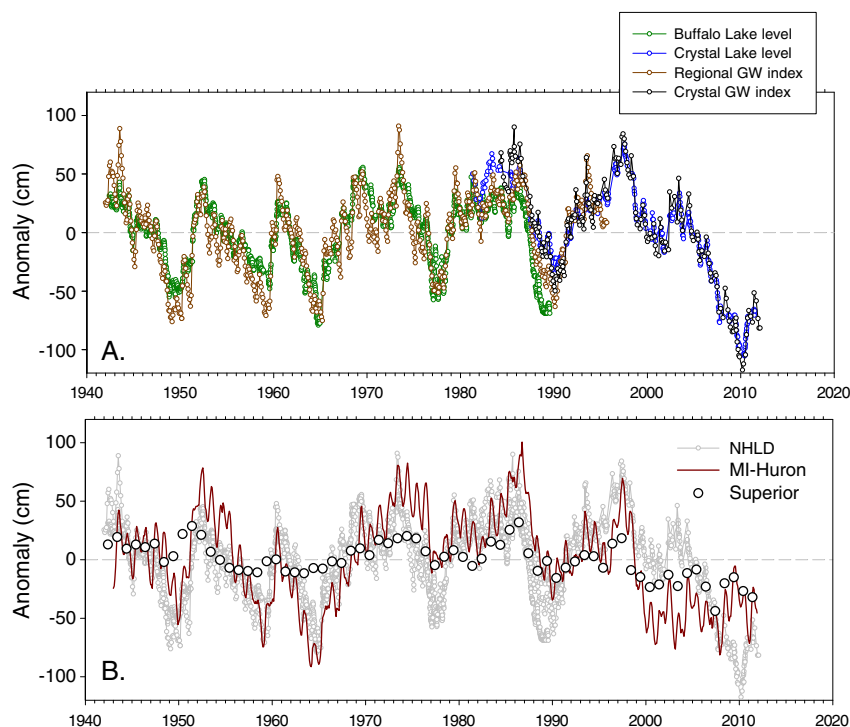 Buffalo Lake level
Crystal Lake level
Regional GW index
Crystal GW index
100
50
0
-50
-100
Anomaly (cm)
A.
1940 1950 1960 1970 1980 1990 2000 2010 2020
100
50
0
-50
-100
Anomaly (cm)
NHLD
MI-Huron
Superior
B.
1940 1950 1960 1970 1980 1990 2000 2010 2020